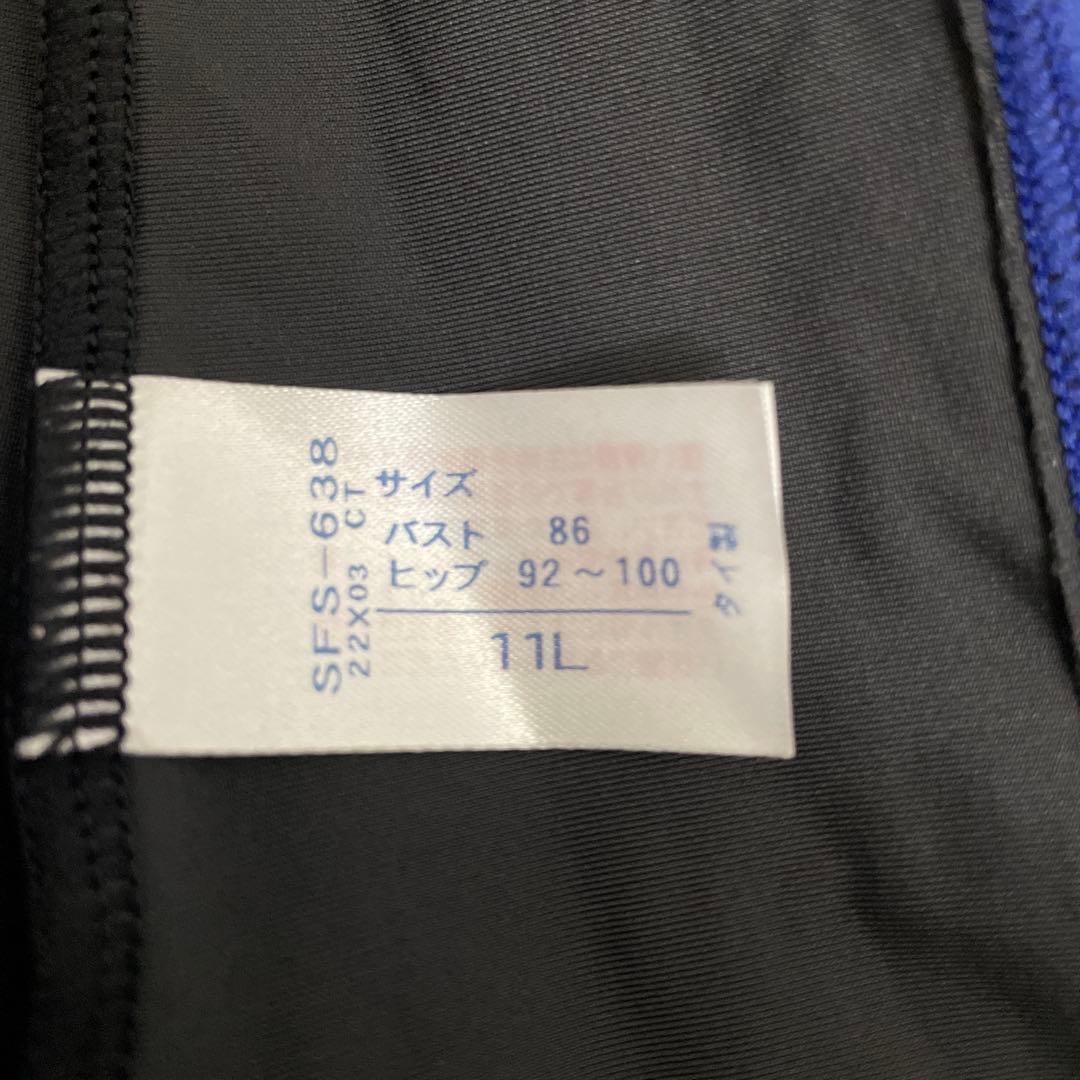 サイズ
バスト 86
ヒップ 92～100
11L
SFS-638
22X03 CT
タイ製